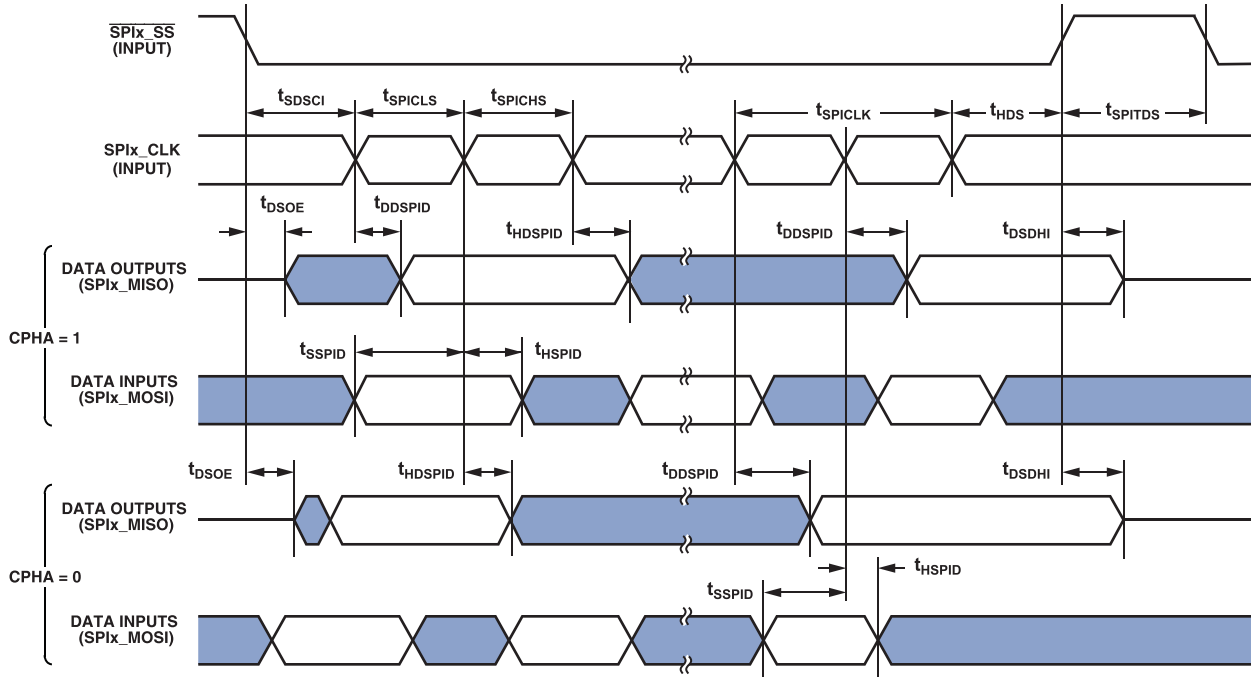 SPIx_SS
(INPUT)
tSDSCI
tSPICLS
tSPICHS
tSPICLK
tHDS
tSPITDS
SPIx_CLK
(INPUT)
tDSOE
tDDSPID
tHDSPID
tDDSPID
tDSDHI
DATA OUTPUTS
(SPIx_MISO)
CPHA = 1
tSSPID
tHSPID
DATA INPUTS
(SPIx_MOSI)
tDSOE
tHDSPID
tDDSPID
tDSDHI
DATA OUTPUTS
(SPIx_MISO)
CPHA = 0
tHSPID
tSSPID
DATA INPUTS
(SPIx_MOSI)